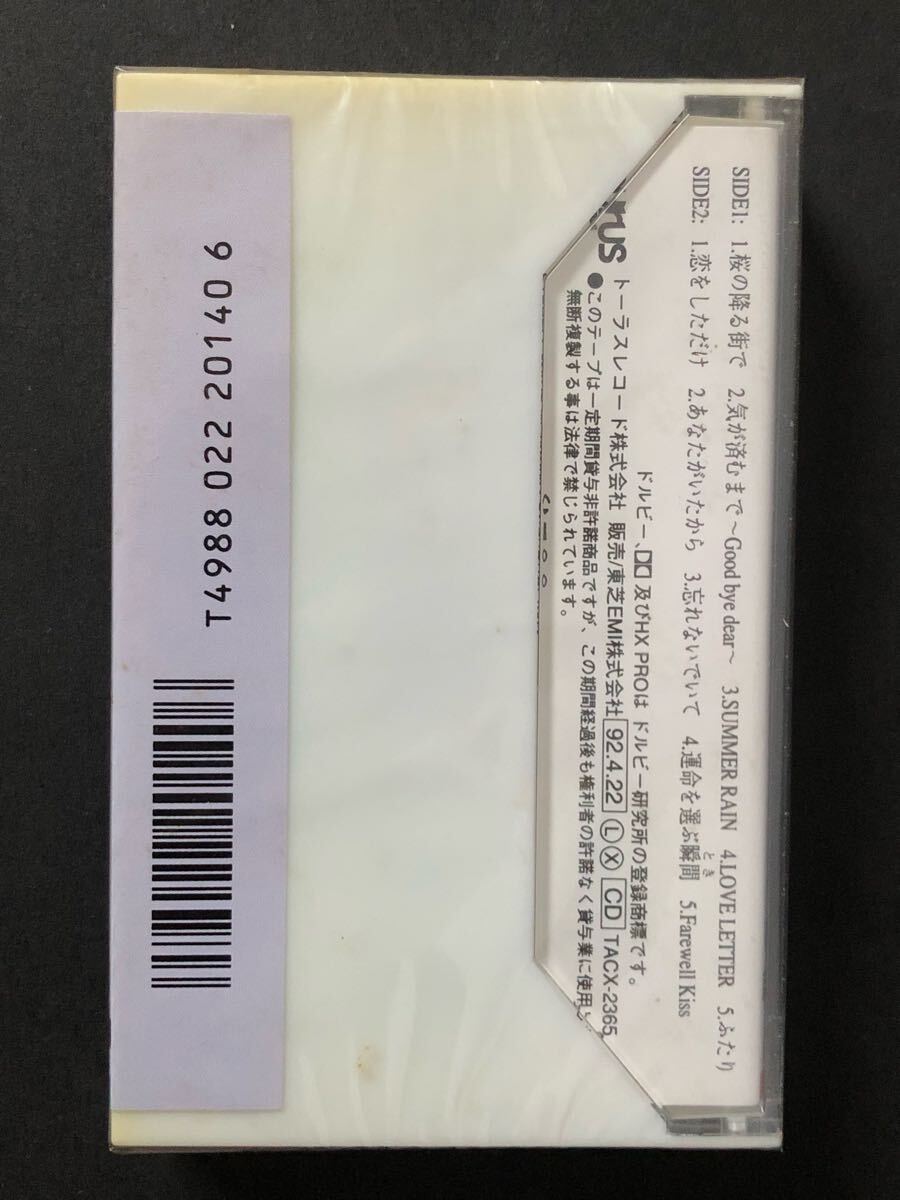 SIDE1: 1.桜の降る街で 2.気が済むまで～Good bye dear～ 3.SUMMER RAIN 4.LOVE LETTER 5.ふたり
SIDE2: 1.恋をしただけ 2.あなたがいたから 3.忘れないでいて 4.運命を選ぶ瞬間 5.Farewell Kiss
とき
ドルビー、及びHX PROは ドルビー研究所の登録商標です。
トーラスレコード株式会社 販売/東芝EMI株式会社 92.4.22 Ⓛ Ⓧ CD TACX-2365
●このテープは一定期間貸与非許諾商品ですが、この期間経過後も権利者の許諾なく貸与業に使用
無断複製する事は法律で禁じられています。
T4988 022 20140 6